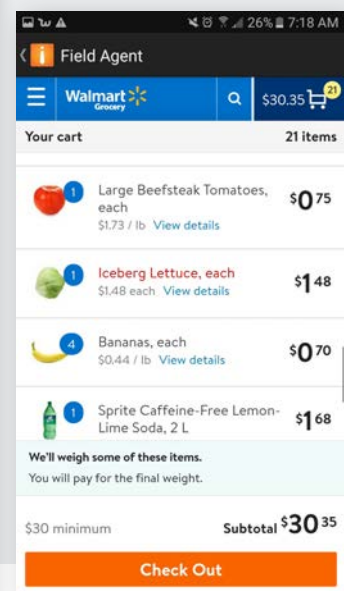 26% 7:18 AM
Field Agent
Walmart
Grocery
$30.35
21
Your cart
21 items
1
Large Beefsteak Tomatoes,
each
$1.73 / lb View details
$0 75
1
Iceberg Lettuce, each
$1.48 each View details
$1 48
4
Bananas, each
$0.44 / lb View details
$0 70
1
Sprite Caffeine-Free Lemon-
Lime Soda, 2 L
$1 68
We'll weigh some of these items.
You will pay for the final weight.
$30 minimum
Subtotal $30 35
Check Out